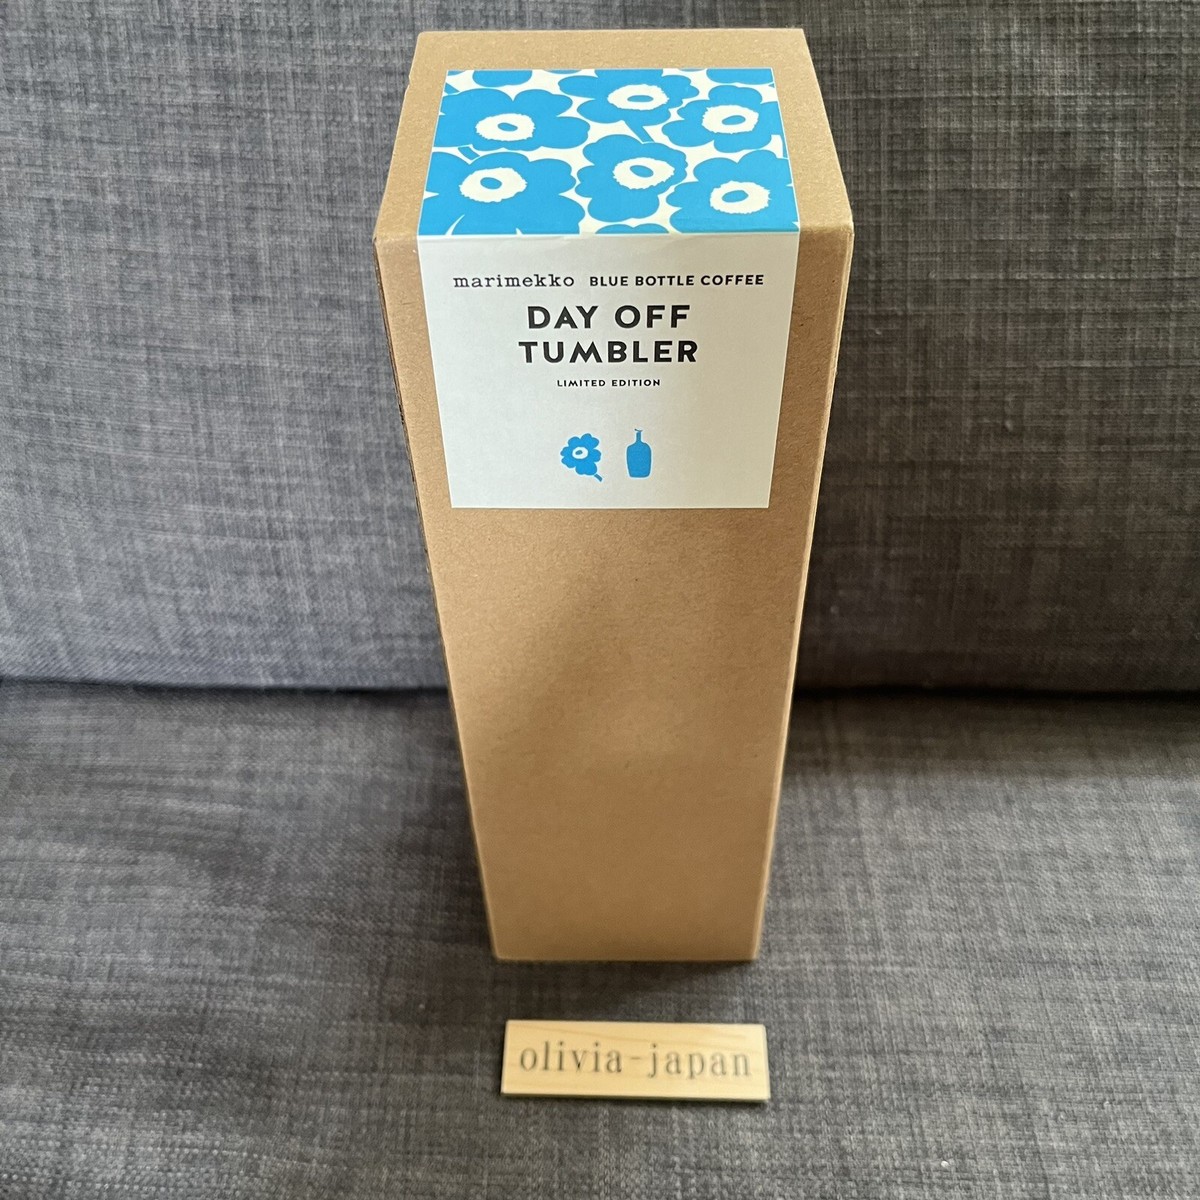 marimekko BLUE BOTTLE COFFEE
DAY OFF
TUMBLER
LIMITED EDITION
olivia-japan